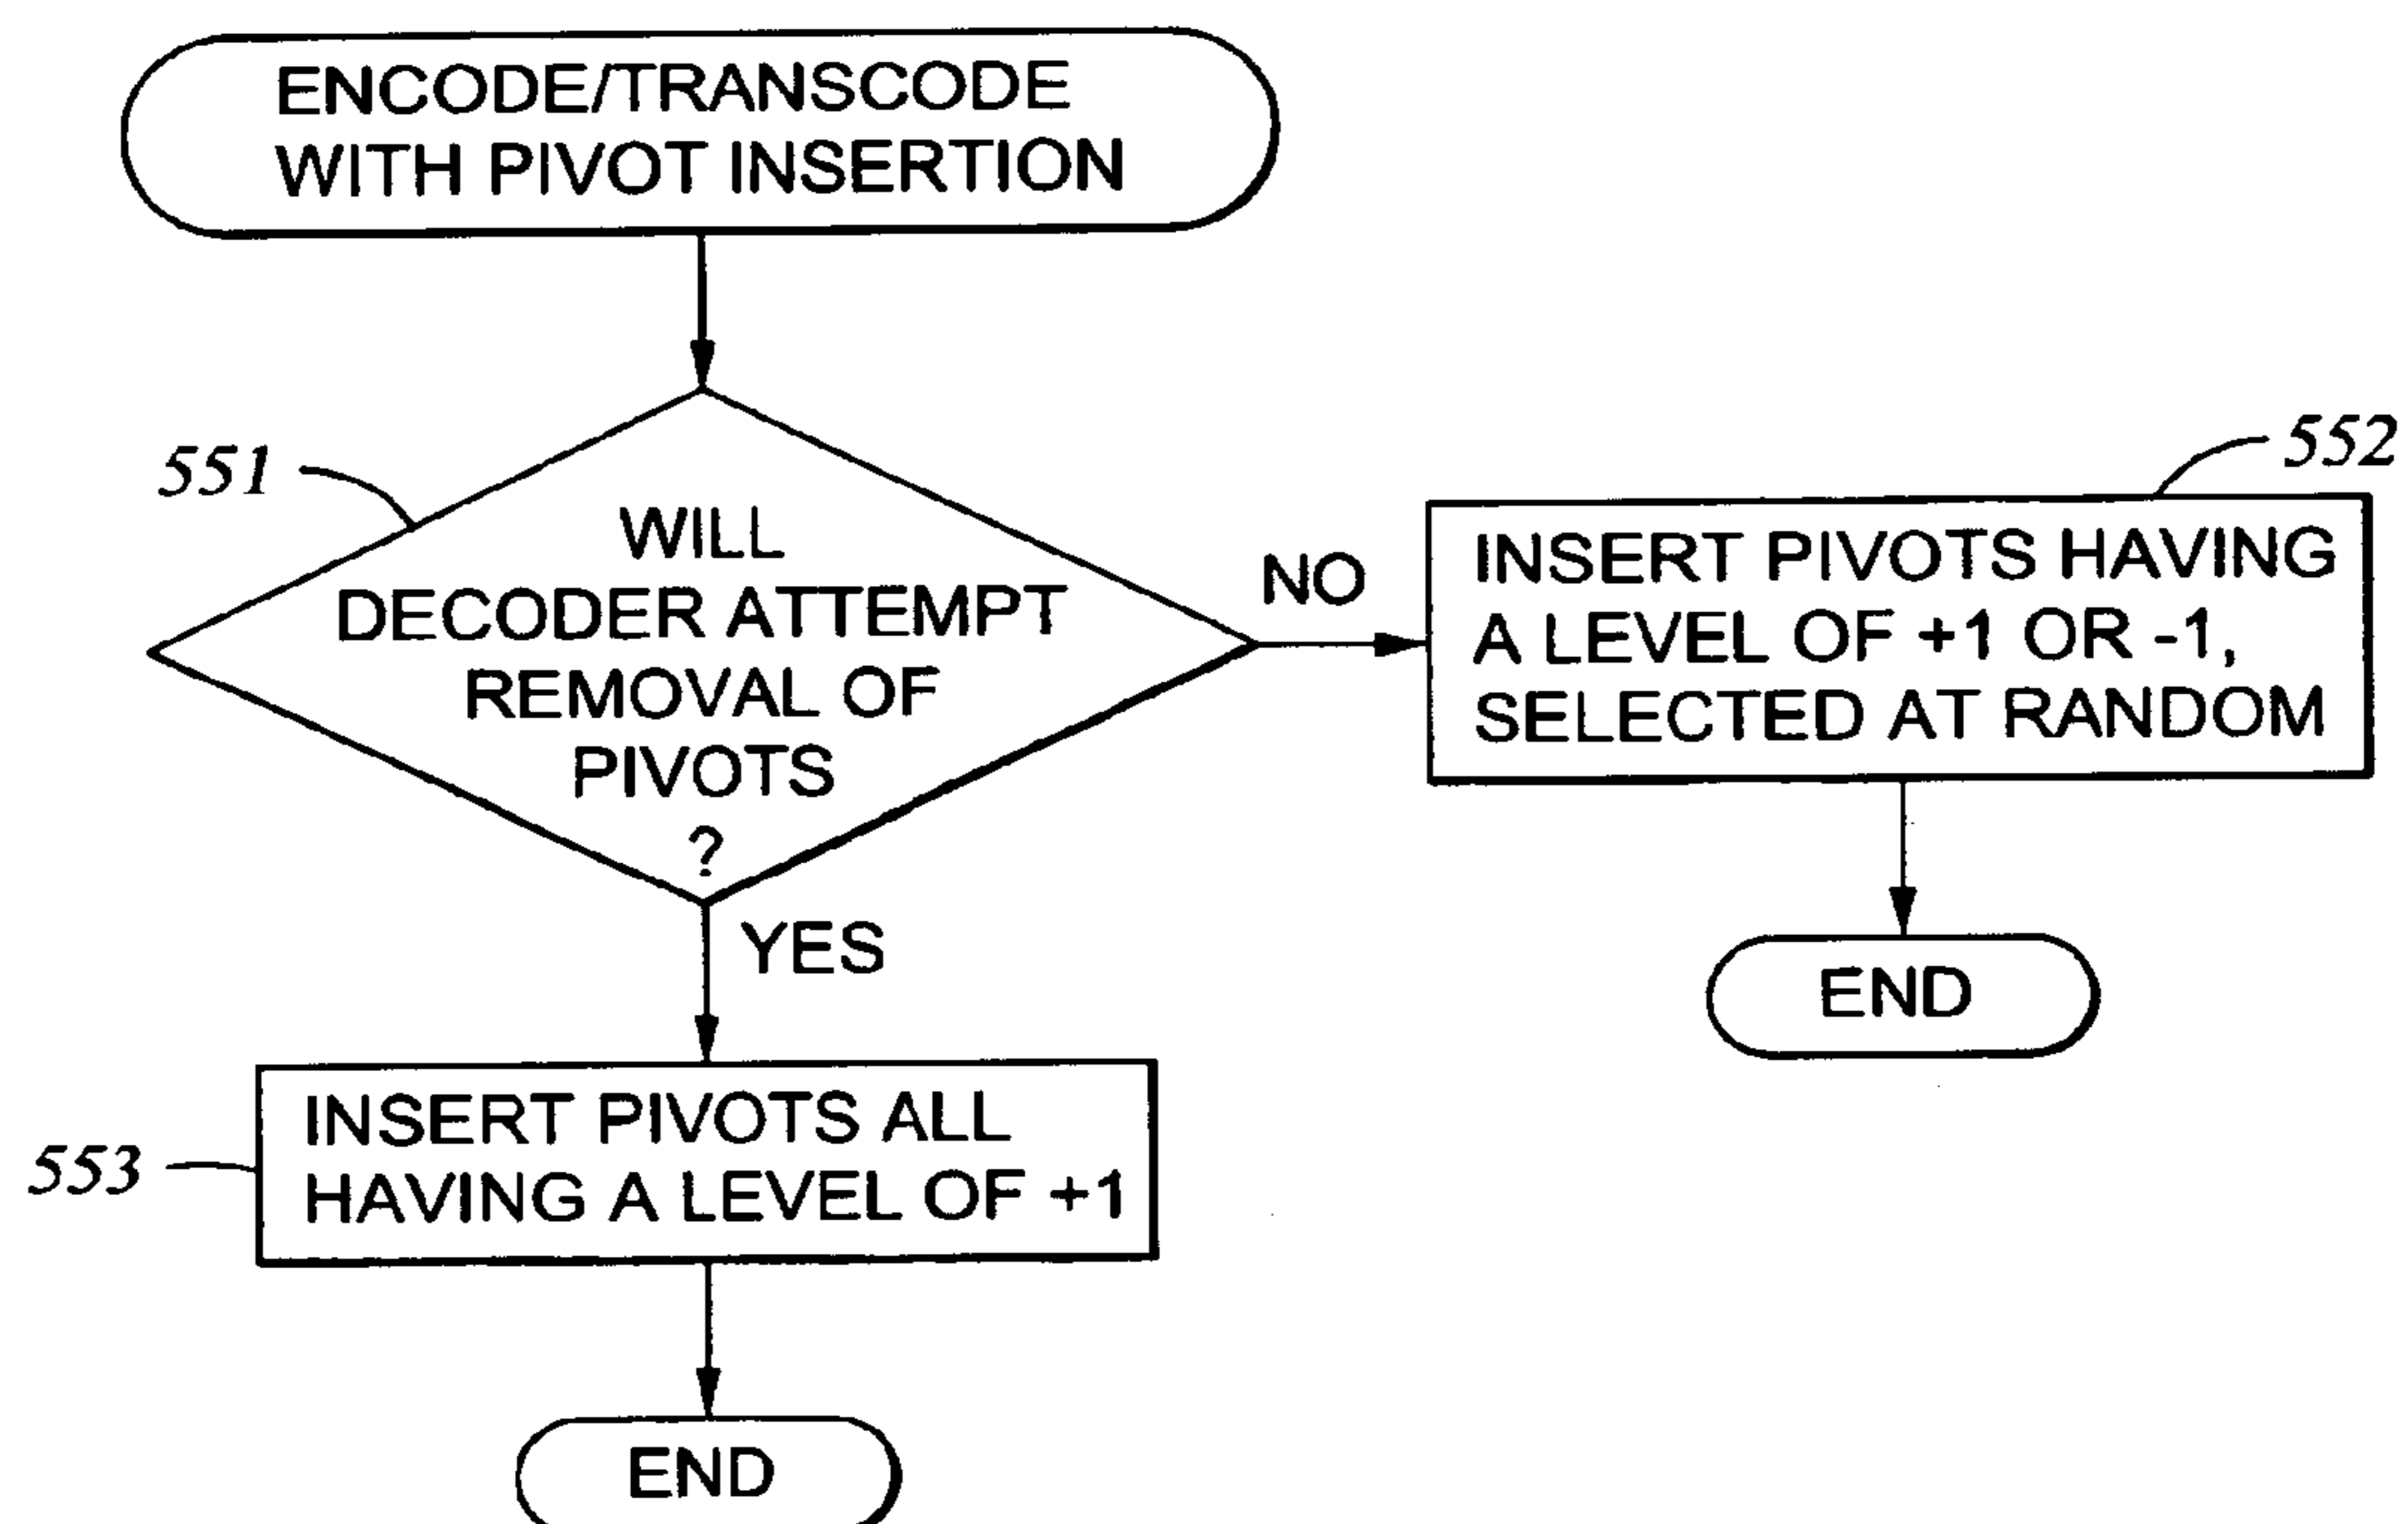 ENCODE/TRANSCODE
WITH PIVOT INSERTION
551
WILL
DECODER ATTEMPT
REMOVAL OF
PIVOTS
?
NO
552
INSERT PIVOTS HAVING
A LEVEL OF +1 OR -1,
SELECTED AT RANDOM
END
YES
553
INSERT PIVOTS ALL
HAVING A LEVEL OF +1
END